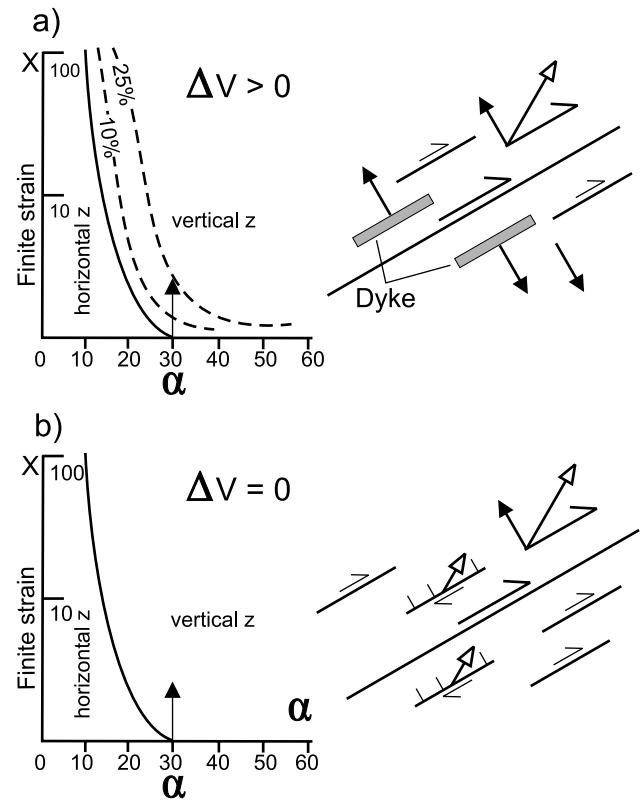 a)
X
100
10
Finite strain
horizontal z
10%
25%
ΔV > 0
vertical z
0 10 20 30 40 50 60
α
Dyke
b)
X
100
10
Finite strain
horizontal z
ΔV = 0
vertical z
α
0 10 20 30 40 50 60
α